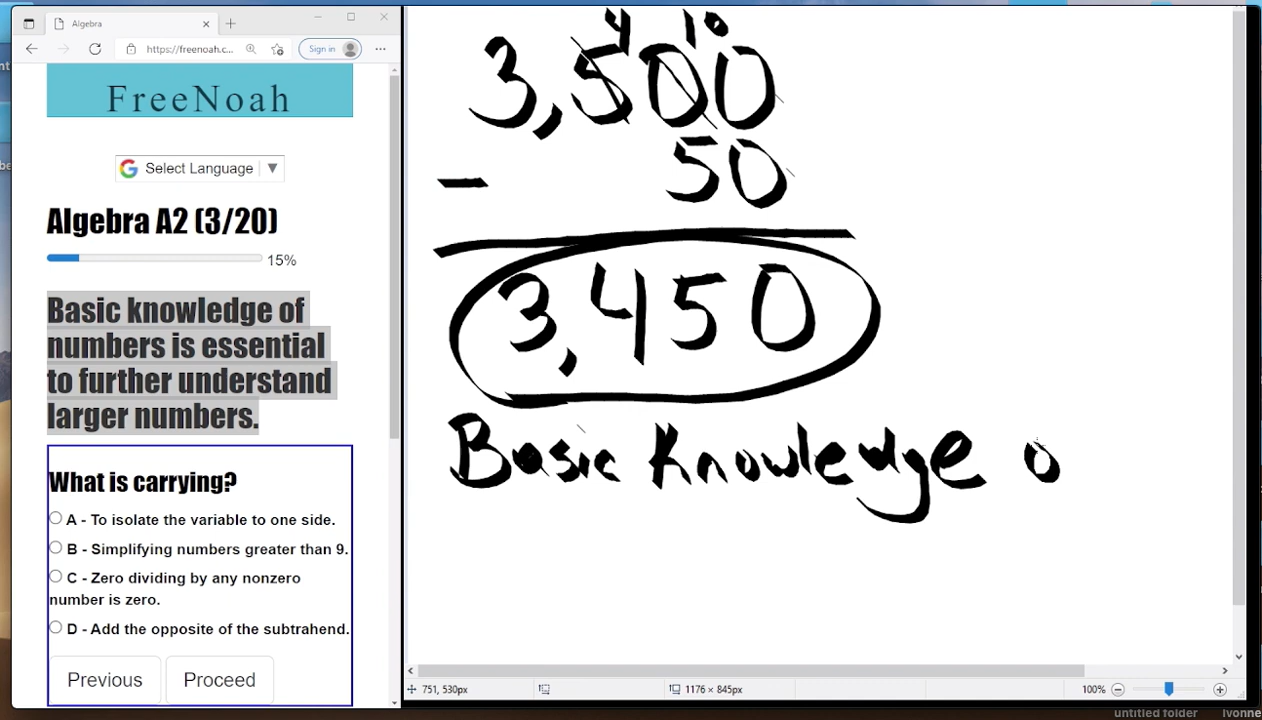 Algebra
https://freenoah.c...
Sign in
FreeNoah
Select Language
Algebra A2 (3/20)
15%
Basic knowledge of
numbers is essential
to further understand
larger numbers.
What is carrying?
A - To isolate the variable to one side.
B - Simplifying numbers greater than 9.
C - Zero dividing by any nonzero
number is zero.
D - Add the opposite of the subtrahend.
Previous Proceed
4 10
3,500
- 50
3,450
Basic Knowledge o
751, 530px
1176 × 845px
100%
untitled folder
Ivonne